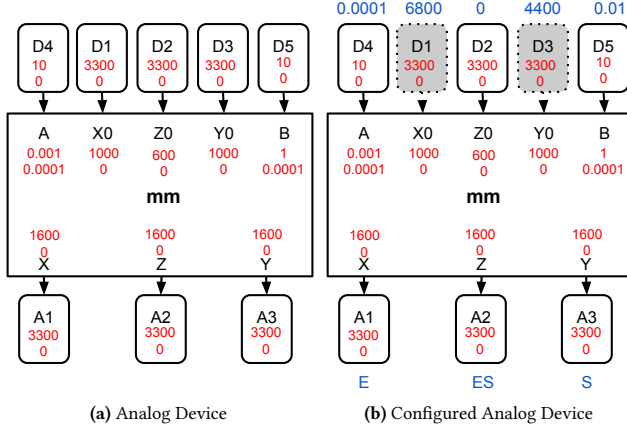 0.0001 6800 0 4400 0.01
D4 D1 D2 D3 D5
10 3300 3300 3300 10
0 0 0 0 0
A X0 Z0 Y0 B
0.001 1000 600 1000 1
0.0001 0 0 0 0.0001
mm
1600 1600 1600
0 0 0
X Z Y
A1 A2 A3
3300 3300 3300
0 0 0
(a) Analog Device
D4 D1 D2 D3 D5
10 3300 3300 3300 10
0 0 0 0 0
A X0 Z0 Y0 B
0.001 1000 600 1000 1
0.0001 0 0 0 0.0001
mm
1600 1600 1600
0 0 0
X Z Y
A1 A2 A3
3300 3300 3300
0 0 0
E ES S
(b) Configured Analog Device